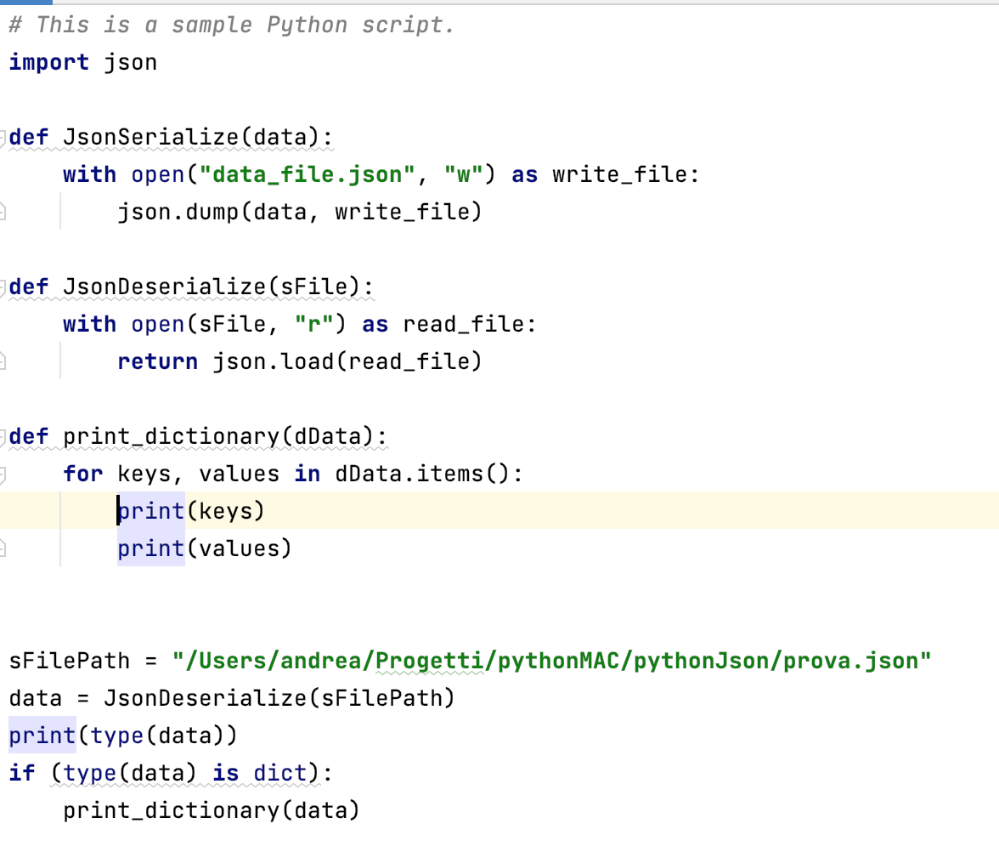 # This is a sample Python script.
import json
def JsonSerialize(data):
    with open("data_file.json", "w") as write_file:
        json.dump(data, write_file)
def JsonDeserialize(sFile):
    with open(sFile, "r") as read_file:
        return json.load(read_file)
def print_dictionary(dData):
    for keys, values in dData.items():
        print(keys)
        print(values)
sFilePath = "/Users/andrea/Progetti/pythonMAC/pythonJson/prova.json"
data = JsonDeserialize(sFilePath)
print(type(data))
if (type(data) is dict):
    print_dictionary(data)